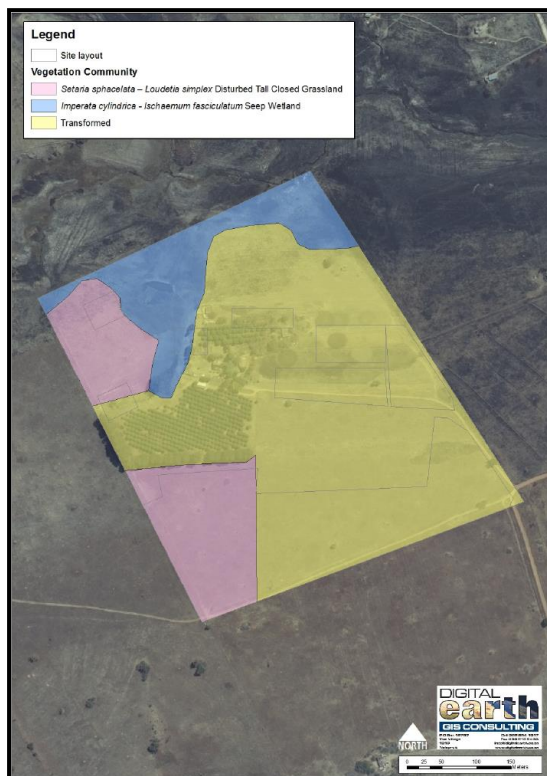 Legend
Site layout
Vegetation Community
Setaria sphacelata – Loudetia simplex Disturbed Tall Closed Grassland
Imperata cylindrica - Ischaemum fasciculatum Seep Wetland
Transformed
DIGITAL
earth
GIS CONSULTING
NORTH
0 25 50 100 150
Meters